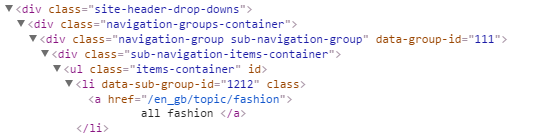 ▼<div class="site-header-drop-downs">
▼<div class="navigation-groups-container">
▼<div class="navigation-group sub-navigation-group" data-group-id="111">
▼<div class="sub-navigation-items-container">
▼<ul class="items-container" id>
▼<li data-sub-group-id="1212" class>
<a href="/en_gb/topic/fashion">
all fashion </a>
</li>